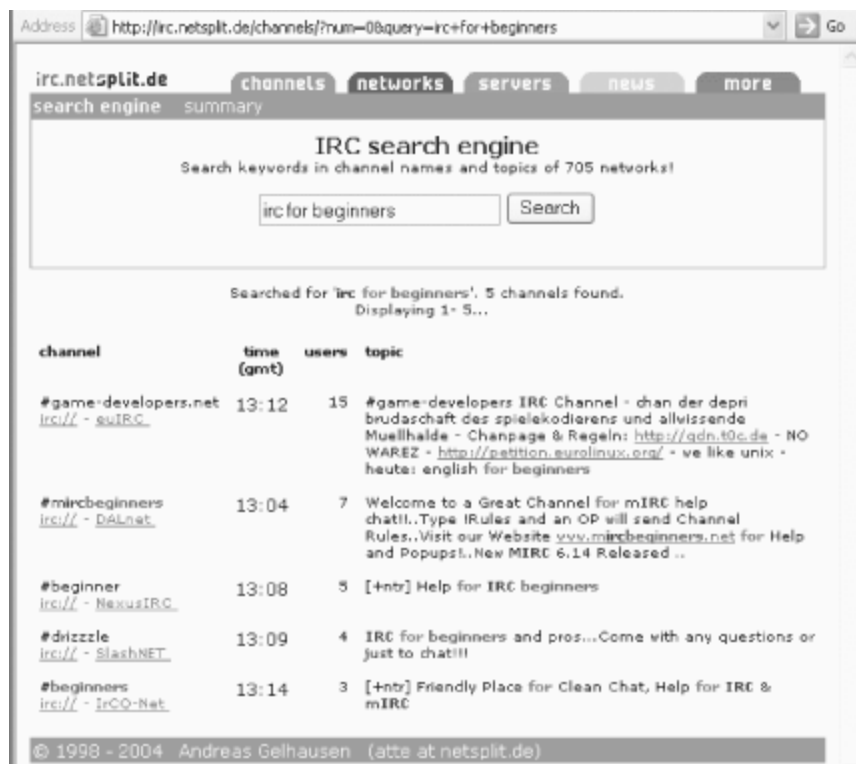 Address http://irc.netsplit.de/channels/?num=0&query=irc+for+beginners Go
irc.netsplit.de channels networks servers news more
search engine summary
IRC search engine
Search keywords in channel names and topics of 705 networks!
irc for beginners Search
Searched for 'irc for beginners'. 5 channels found.
Displaying 1- 5...
channel time users topic
(gmt)
#game-developers.net 13:12 15 #game-developers IRC Channel - chan der depri
irc:// - euIRC brudaschaft des spielekodierens und allwissende
Muellhalde - Chanpage & Regeln: http://gdn.t0c.de - NO
WAREZ - http://petition.eurolinux.org/ - we like unix -
heute: english for beginners
#mircbeginners 13:04 7 Welcome to a Great Channel for mIRC help
irc:// - DALnet chat!!..Type !Rules and an OP will send Channel
Rules..Visit our Website www.mircbeginners.net for Help
and Popups!..New MIRC 6.14 Released ..
#beginner 13:08 5 [+ntr] Help for IRC beginners
irc:// - NexusIRC
#drizzzle 13:09 4 IRC for beginners and pros...Come with any questions or
irc:// - SlashNET just to chat!!!
#beginners 13:14 3 [+ntr] Friendly Place for Clean Chat, Help for IRC &
irc:// - IrCO-Net mIRC
© 1998 - 2004 Andreas Gelhausen (atte at netsplit.de)